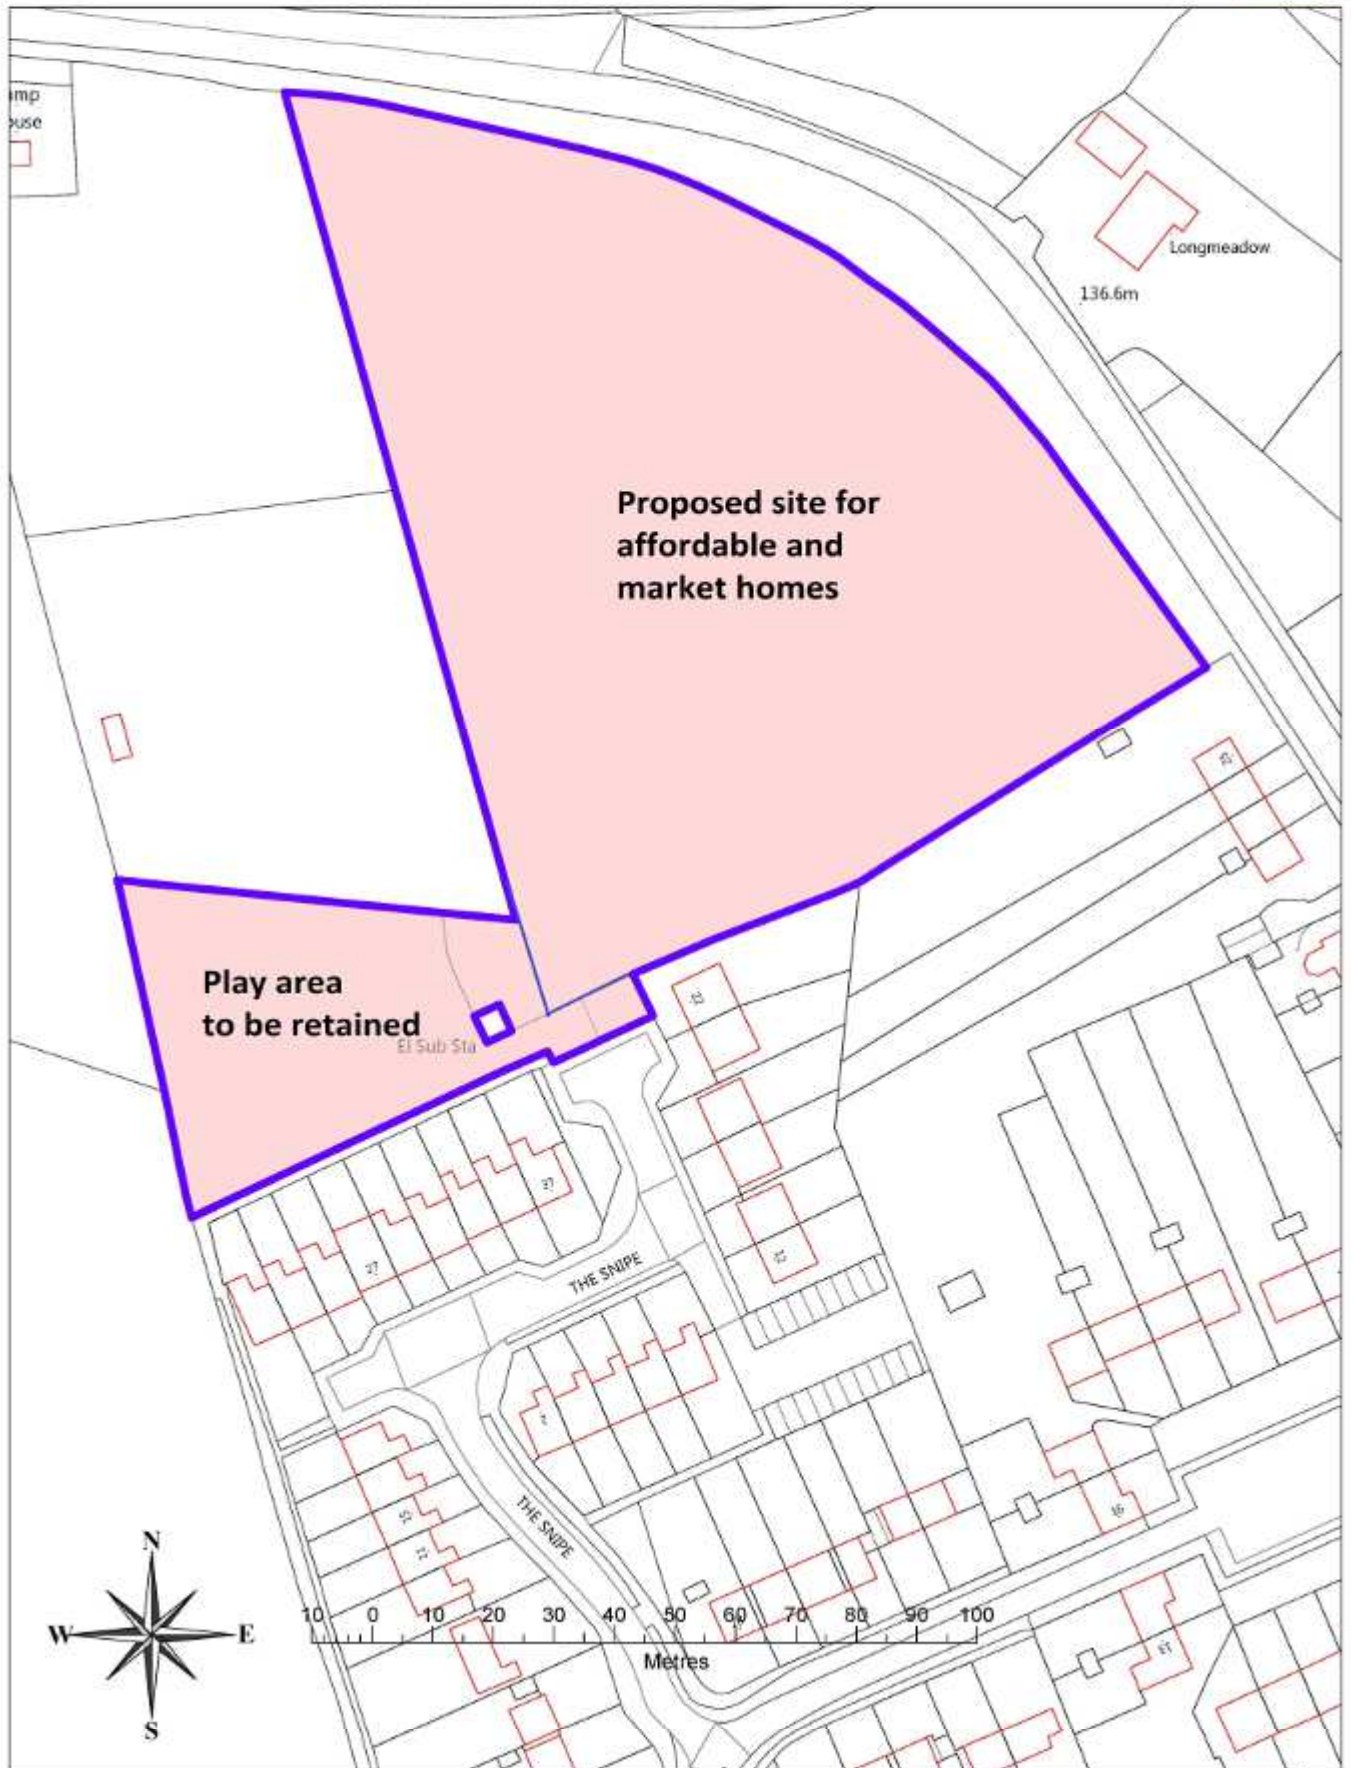 Longmeadow
136.6m
Proposed site for
affordable and
market homes
Play area
to be retained
El Sub Sta
THE SNIPE
THE SNIPE
N
W E
S
10 0 10 20 30 40 50 60 70 80 90 100
Metres